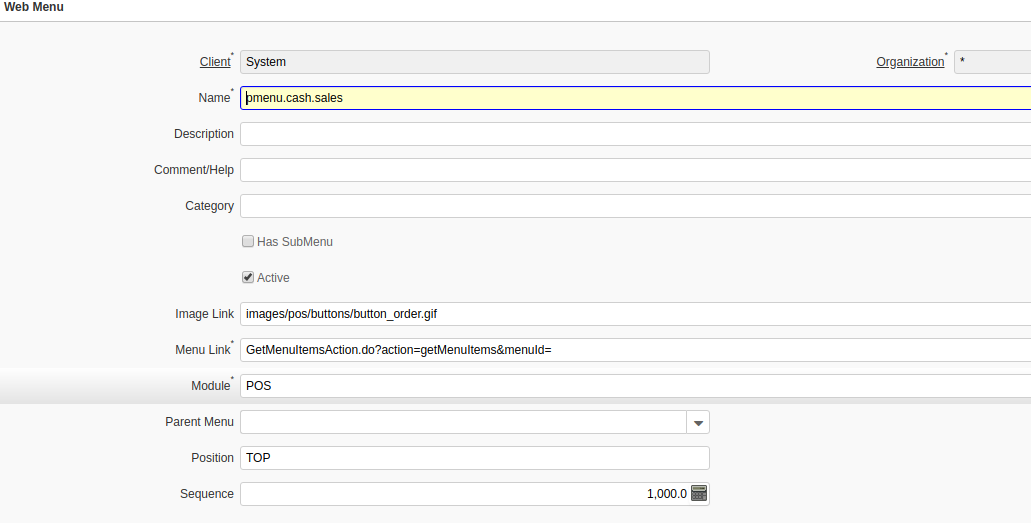 Web Menu
Client* System Organization* *
Name* pmenu.cash.sales
Description
Comment/Help
Category
Has SubMenu
Active
Image Link images/pos/buttons/button_order.gif
Menu Link* GetMenuItemsAction.do?action=getMenuItems&menuId=
Module* POS
Parent Menu
Position TOP
Sequence 1,000.0